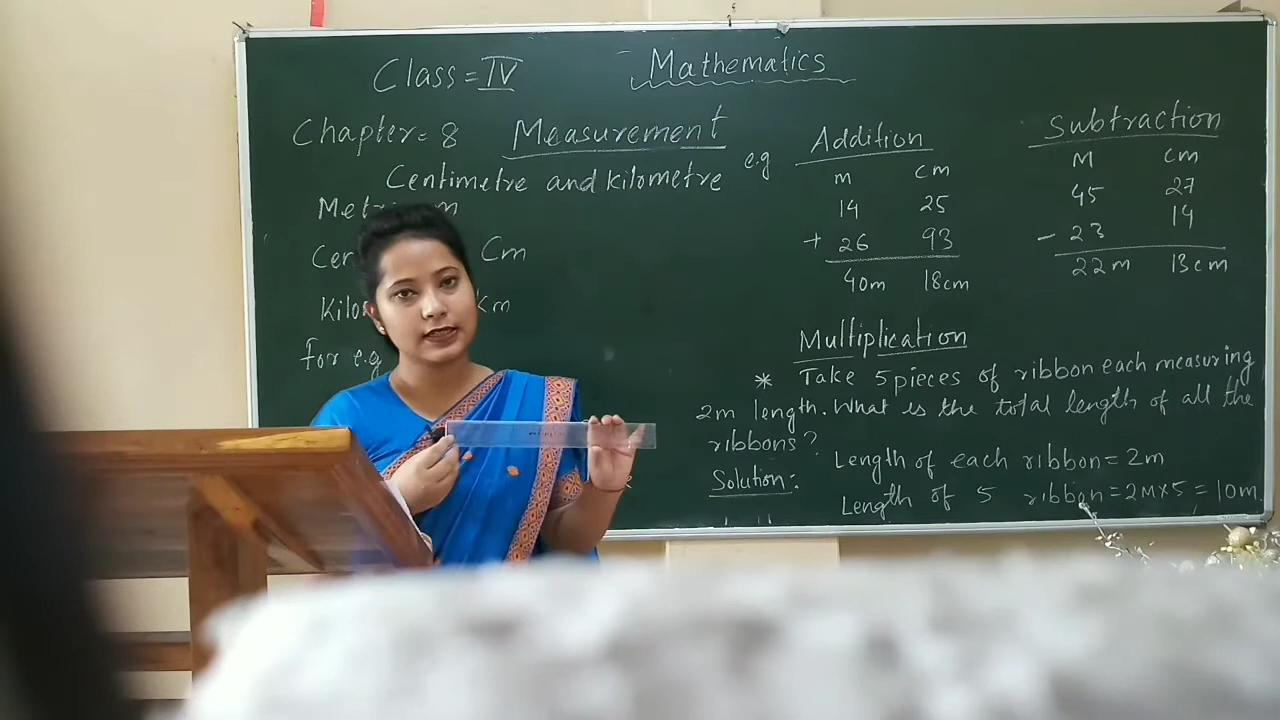 Class = IV
Mathematics
Chapter = 8 Measurement
Centimetre and kilometre
Met m
Cen Cm
Kilo Km
for e.g
e.g Addition
m cm
14 25
+ 26 93
40m 18cm
Subtraction
M cm
45 27
- 23 14
22m 13cm
Multiplication
* Take 5 pieces of ribbon each measuring
2m length. What is the total length of all the
ribbons?
Solution:
Length of each ribbon = 2m
Length of 5 ribbon = 2M×5 = 10m